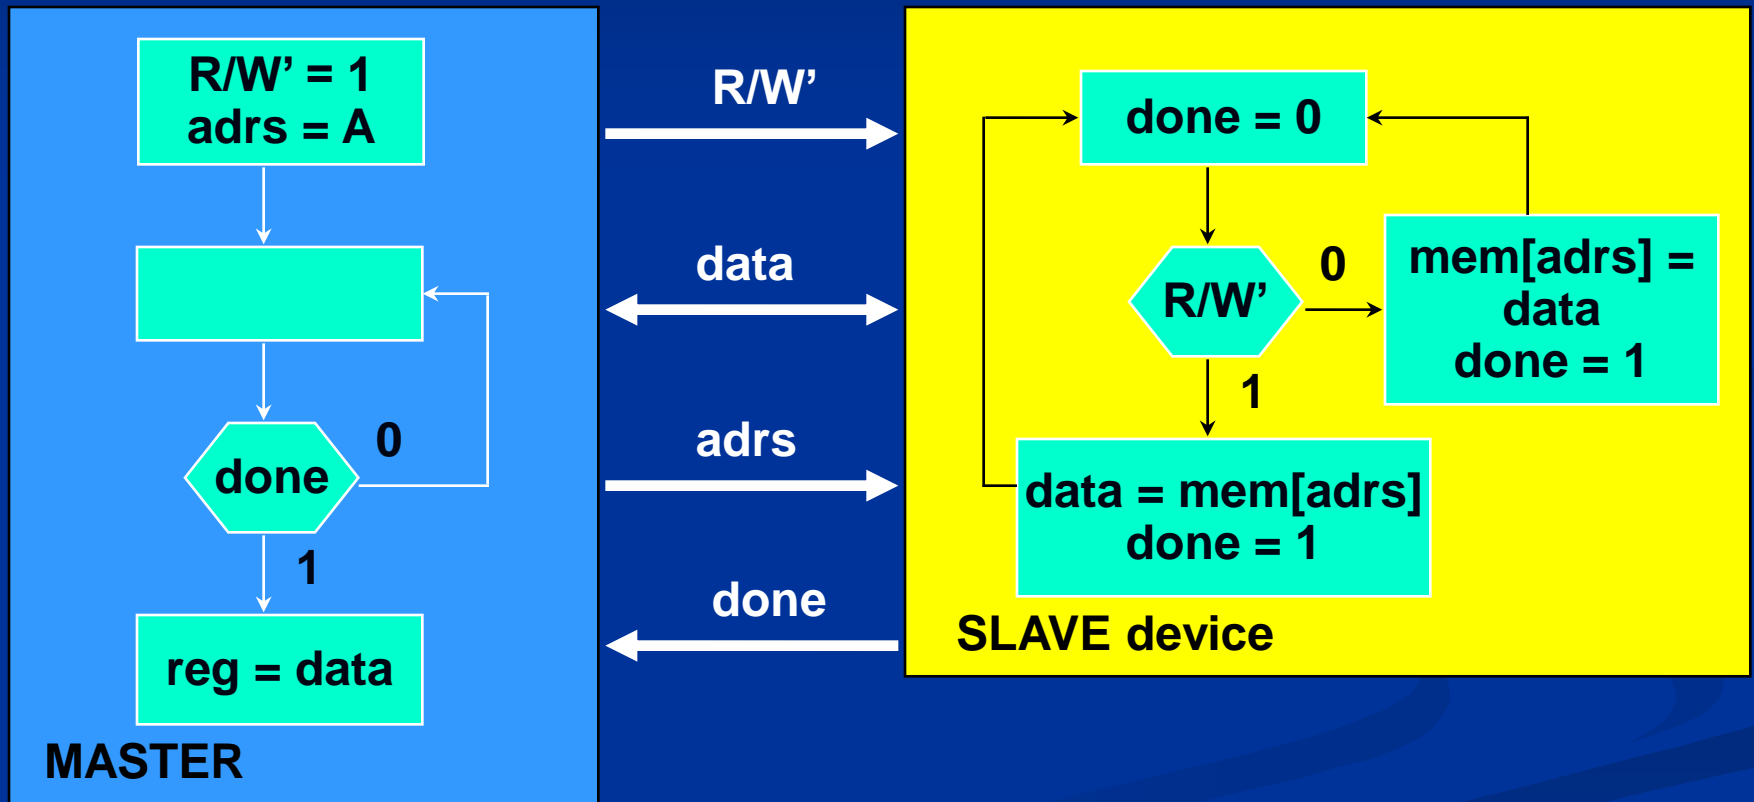 R/W’ = 1
adrs = A
done
0
1
reg = data
MASTER
R/W’
data
adrs
done
done = 0
R/W’
0
1
mem[adrs] =
data
done = 1
data = mem[adrs]
done = 1
SLAVE device